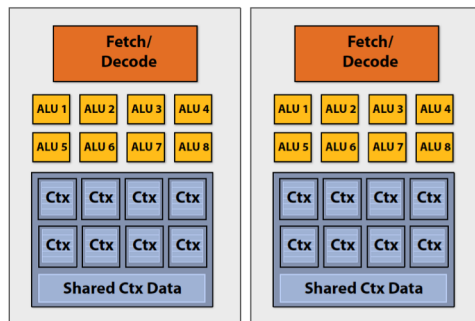 Fetch/
Decode
ALU 1 ALU 2 ALU 3 ALU 4
ALU 5 ALU 6 ALU 7 ALU 8
Ctx Ctx Ctx Ctx
Ctx Ctx Ctx Ctx
Shared Ctx Data
Fetch/
Decode
ALU 1 ALU 2 ALU 3 ALU 4
ALU 5 ALU 6 ALU 7 ALU 8
Ctx Ctx Ctx Ctx
Ctx Ctx Ctx Ctx
Shared Ctx Data